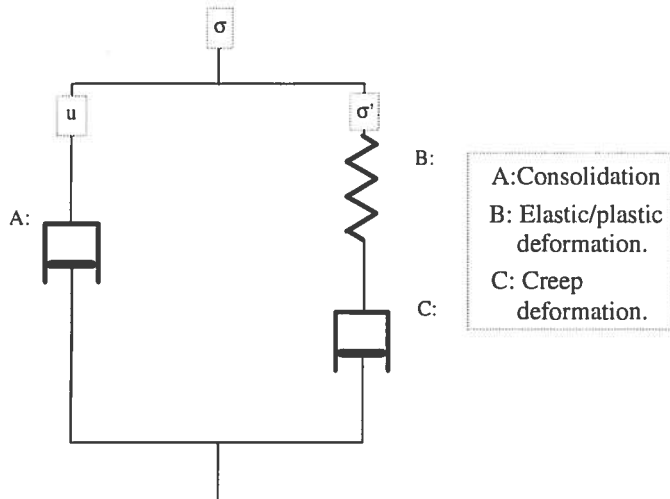 σ
u
σ'
B:
A:
C:
A:Consolidation
B: Elastic/plastic
deformation.
C: Creep
deformation.